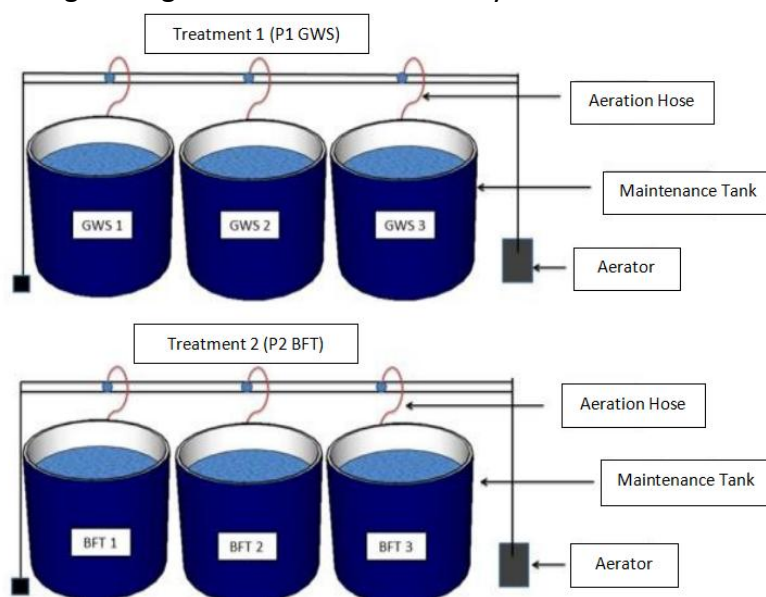 Treatment 1 (P1 GWS)
Aeration Hose
Maintenance Tank
GWS 1
GWS 2
GWS 3
Aerator
Treatment 2 (P2 BFT)
Aeration Hose
Maintenance Tank
BFT 1
BFT 2
BFT 3
Aerator